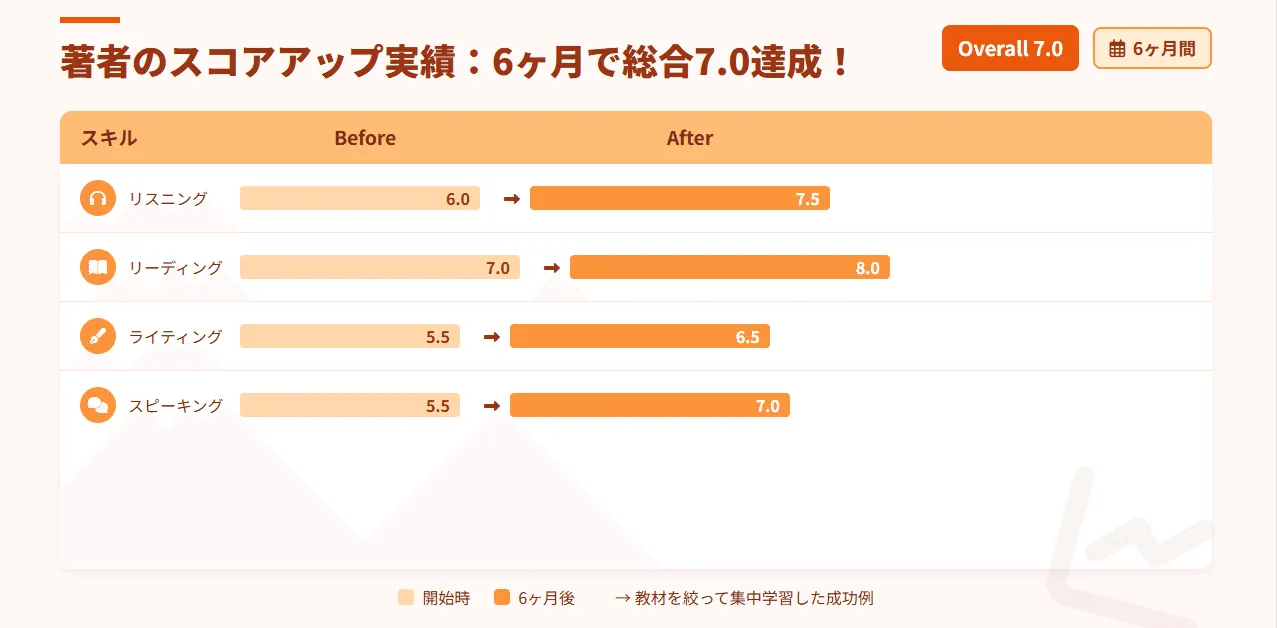 著者のスコアアップ実績：6ヶ月で総合7.0達成！
Overall 7.0
6ヶ月間
スキル Before After
リスニング 6.0 → 7.5
リーディング 7.0 → 8.0
ライティング 5.5 → 6.5
スピーキング 5.5 → 7.0
開始時 6ヶ月後 → 教材を絞って集中学習した成功例